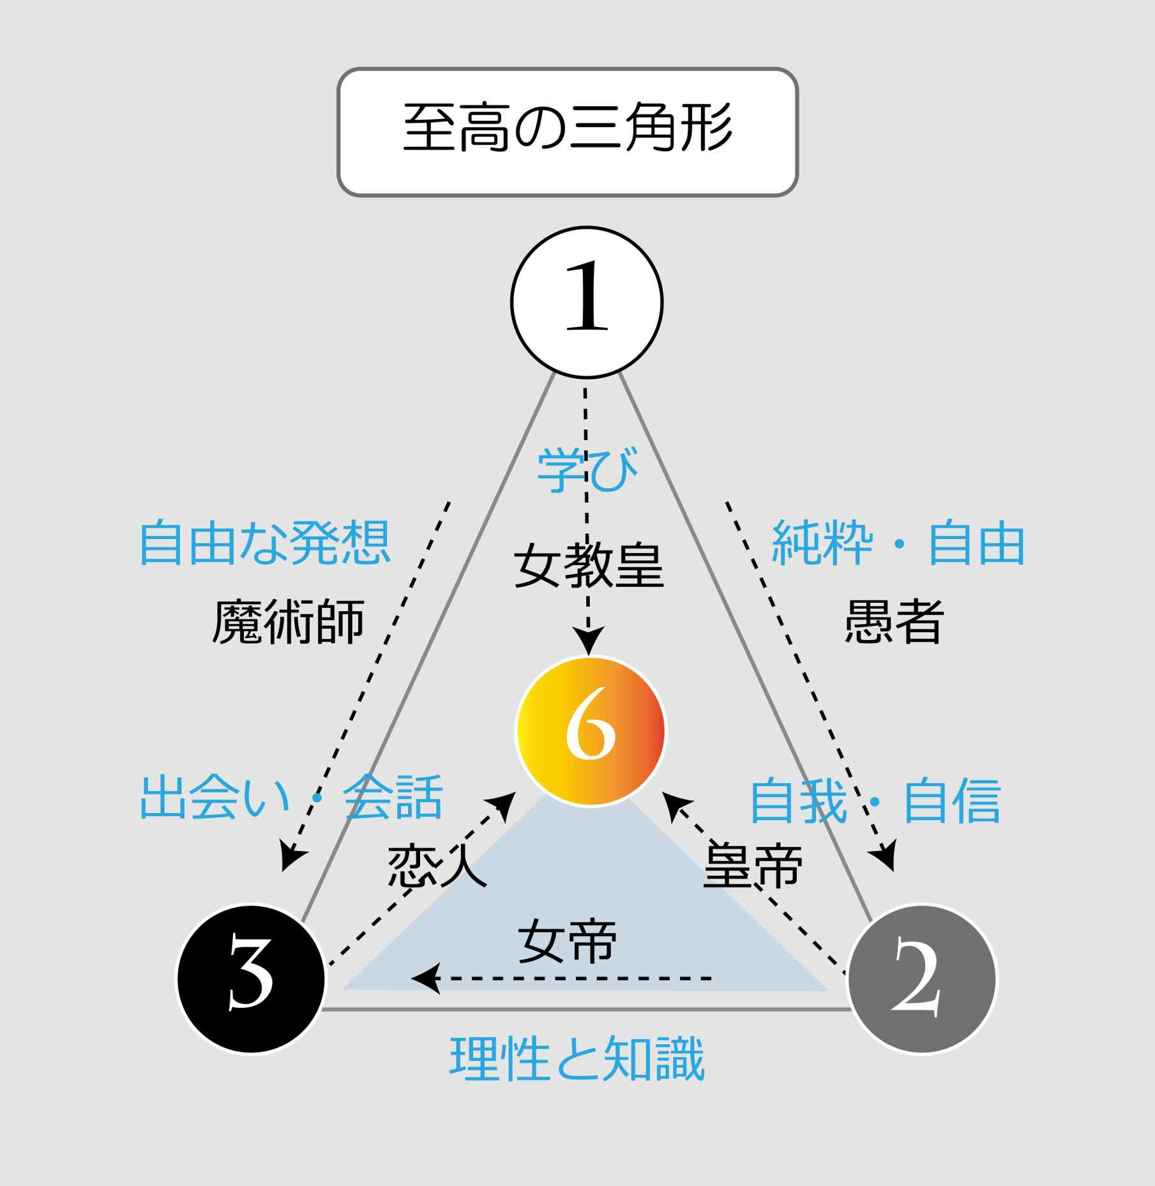 至高の三角形
1
学び
自由な発想
純粋・自由
女教皇
魔術師
愚者
6
出会い・会話
自我・自信
恋人
皇帝
女帝
3
2
理性と知識